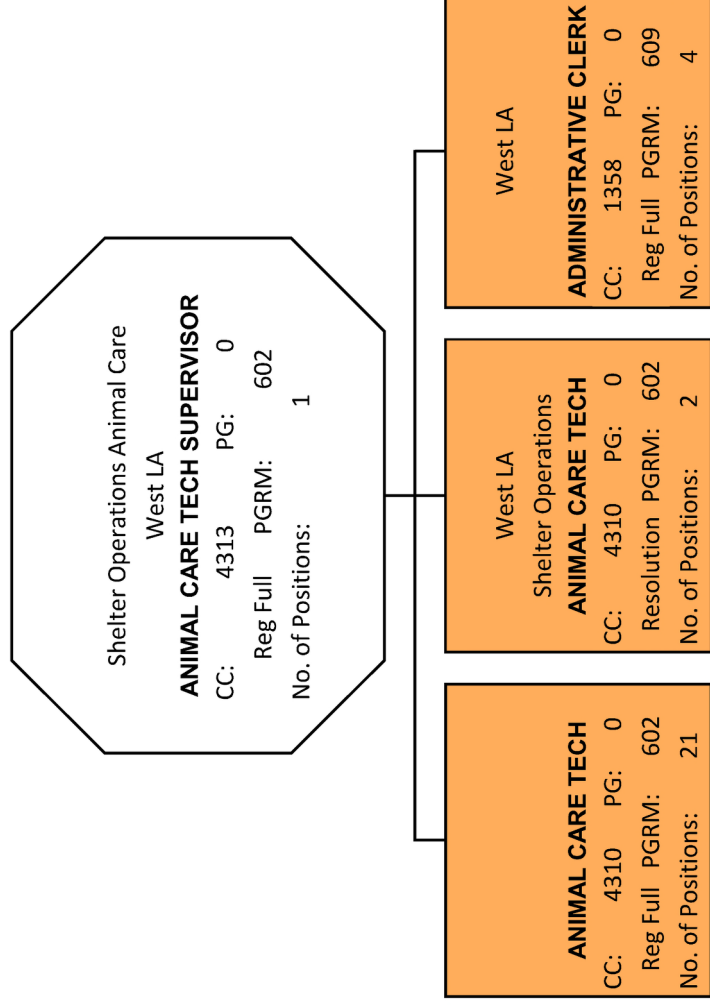 Shelter Operations Animal Care
West LA
ANIMAL CARE TECH SUPERVISOR
CC: 4313 PG: 0
Reg Full PGRM: 602
No. of Positions: 1
ANIMAL CARE TECH
CC: 4310 PG: 0
Reg Full PGRM: 602
No. of Positions: 21
West LA
Shelter Operations
ANIMAL CARE TECH
CC: 4310 PG: 0
Resolution PGRM: 602
No. of Positions: 2
West LA
ADMINISTRATIVE CLERK
CC: 1358 PG: 0
Reg Full PGRM: 609
No. of Positions: 4